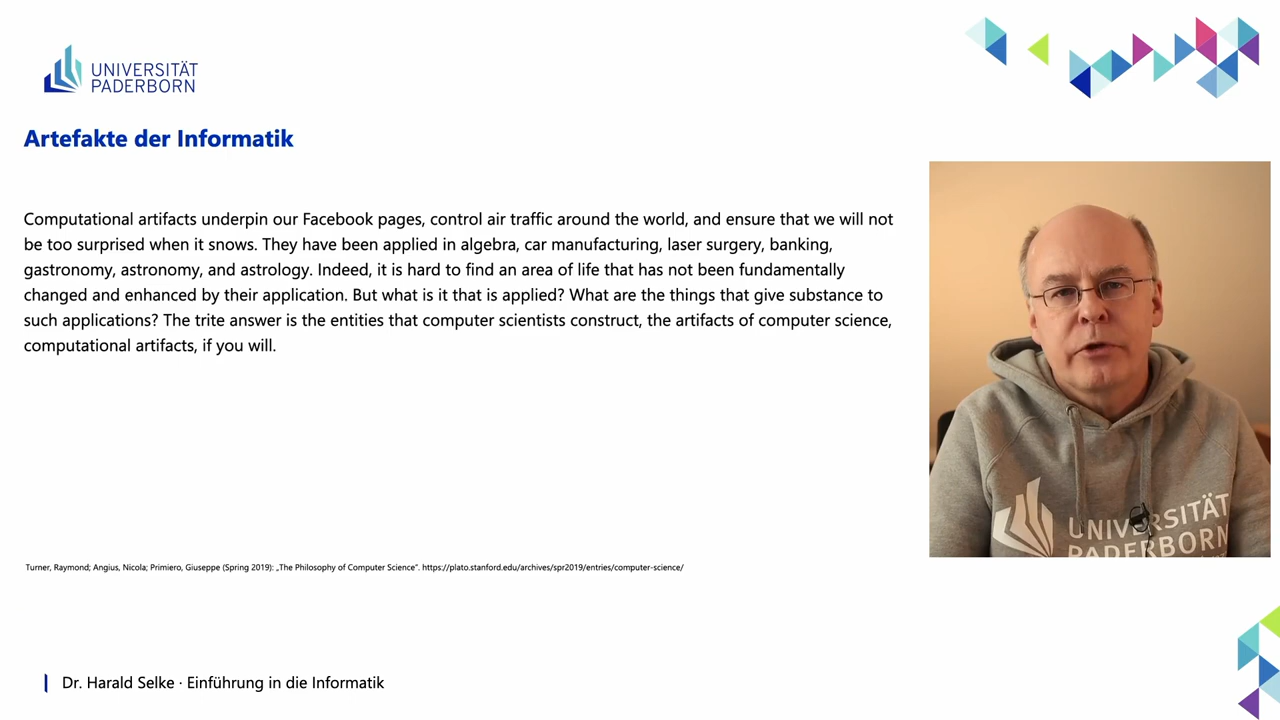 UNIVERSITÄT
PADERBORN
Artefakte der Informatik
Computational artifacts underpin our Facebook pages, control air traffic around the world, and ensure that we will not
be too surprised when it snows. They have been applied in algebra, car manufacturing, laser surgery, banking,
gastronomy, astronomy, and astrology. Indeed, it is hard to find an area of life that has not been fundamentally
changed and enhanced by their application. But what is it that is applied? What are the things that give substance to
such applications? The trite answer is the entities that computer scientists construct, the artifacts of computer science,
computational artifacts, if you will.
UNIVERSITÄT
PADERBORN
Turner, Raymond; Angius, Nicola; Primiero, Giuseppe (Spring 2019): „The Philosophy of Computer Science“. https://plato.stanford.edu/archives/spr2019/entries/computer-science/
Dr. Harald Selke · Einführung in die Informatik